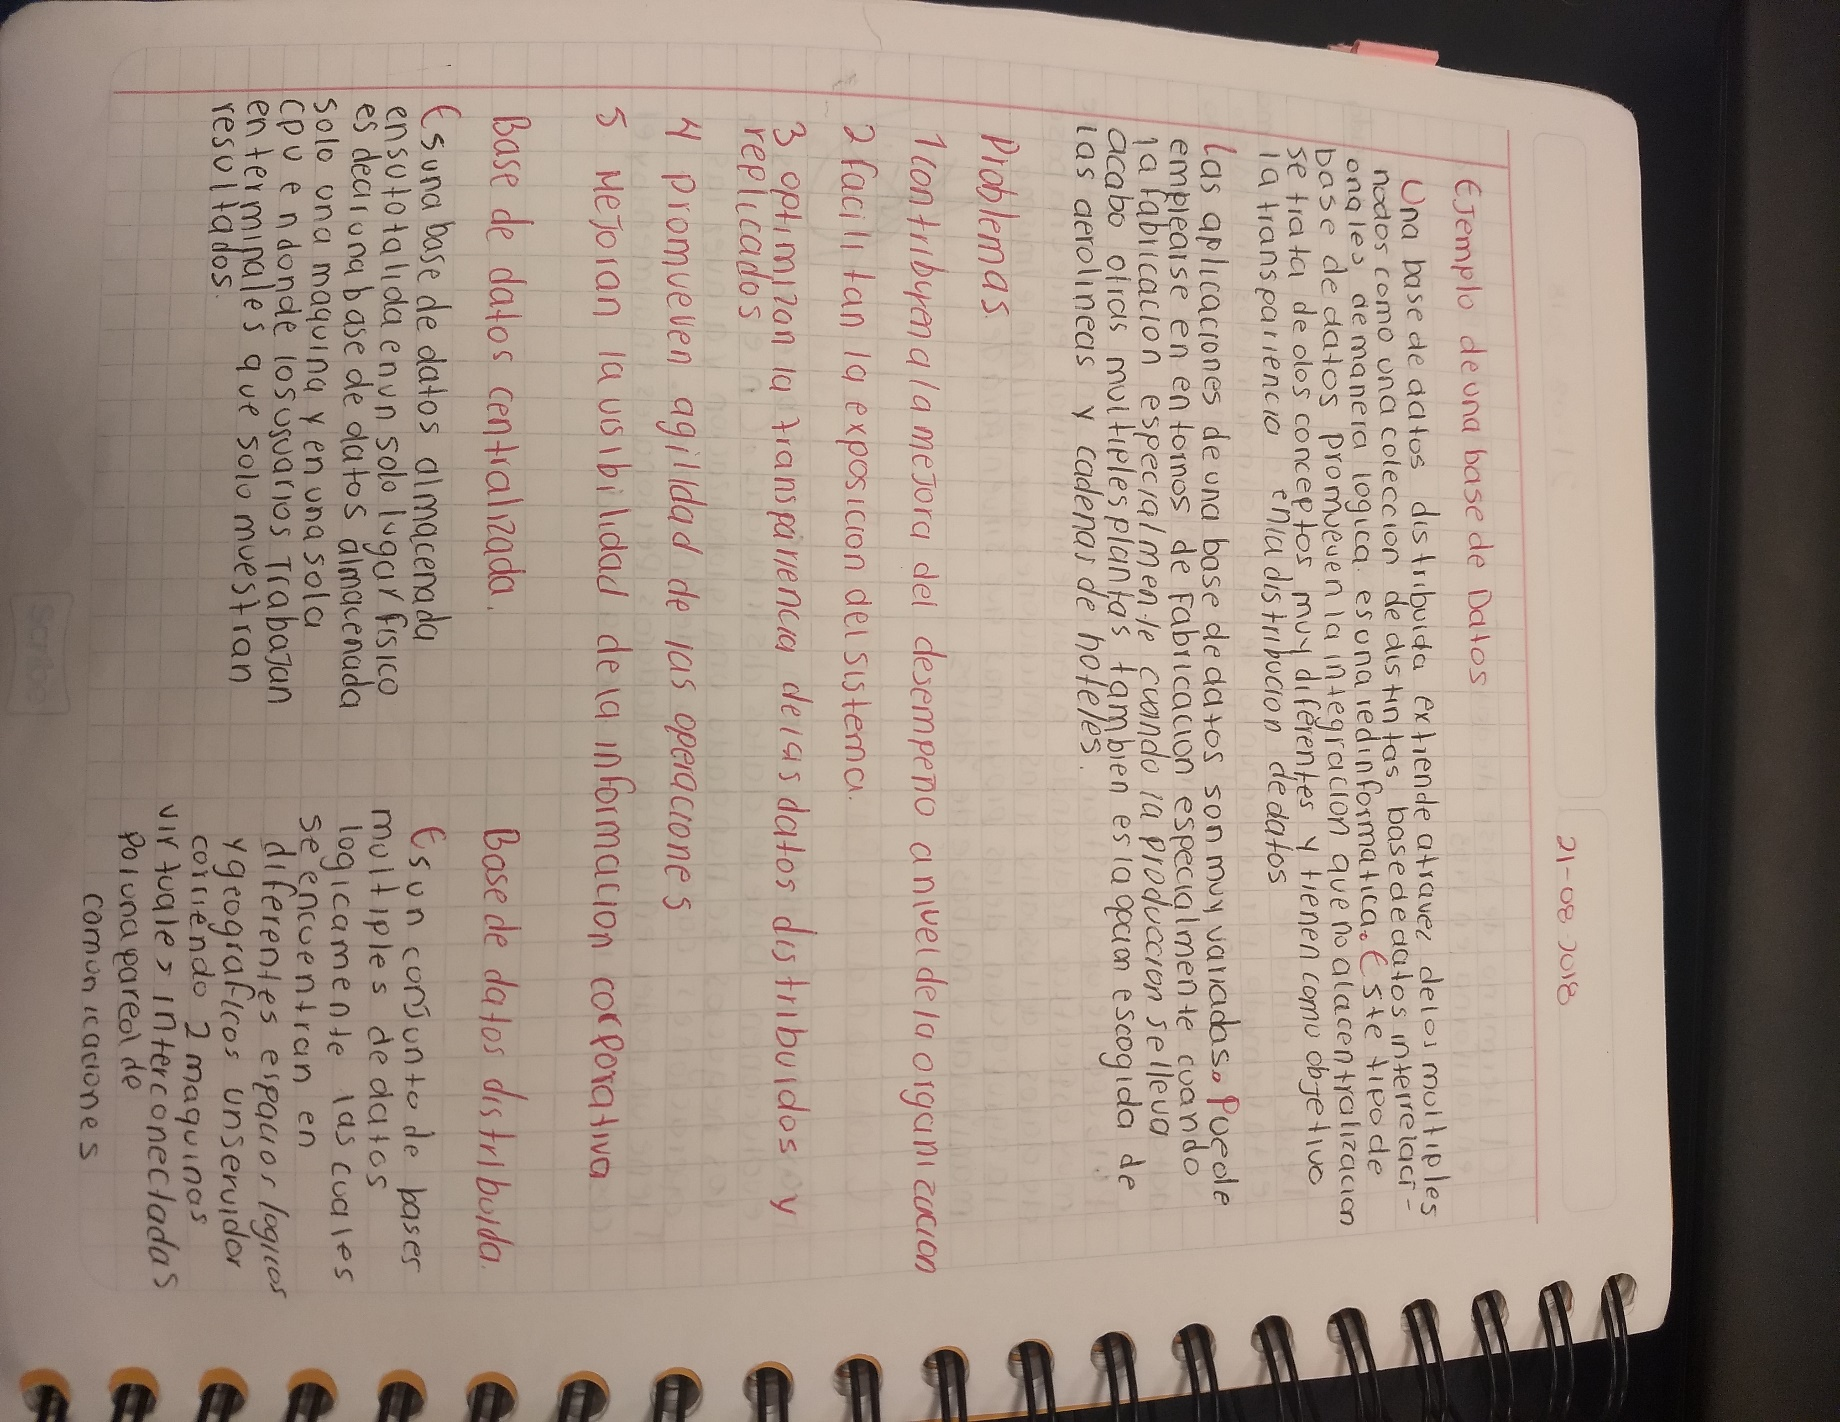 21-08-2018
Ejemplo de una base de Datos
Una base de datos distribuida extiende atravez delos multiples
nodos como una coleccion de distintas base de datos interrelaci-
onales de manera logica. es una red informatica. Este tipo de
base de datos promueven la integracion que no a la centralizacion
se trata de dos conceptos muy diferentes y tienen como objetivo
la transpariencia en la distribucion de datos
las aplicaciones de una base de datos son muy variadas. Puede
emplearse en entornos de Fabricacion especialmente cuando
la fabricacion especialmente cuando la produccion se lleva
acabo otras multiples plantas tambien es la opcion escogida de
las aerolineas y cadenas de hoteles.
Problemas.
1 contribyen a la mejora del desempeño a nivel de la organizacion
2 facilitan la exposicion del sistema.
3 optimizan la transpariencia de las datos distribuidos y
replicados
4 promueven agilidad de las operaciones
5 Mejoran la visibilidad de la informacion corporativa
Base de datos centralizada.
Es una base de datos almacenada
en su totalida en un solo lugar fisico
es decir una base de datos almacenada
solo una maquina y en una sola
cpu en donde los usuarios Trabajan
en terminales que solo muestran
resultados.
Base de datos distribuida.
Es un conjunto de bases
multiples de datos
logicamente las cuales
se encuentran en
diferentes espacios logicos
y geograficos un servidor
corriendo 2 maquinas
virtuales interconectadas
por una pared de
comunicaciones
Scribe